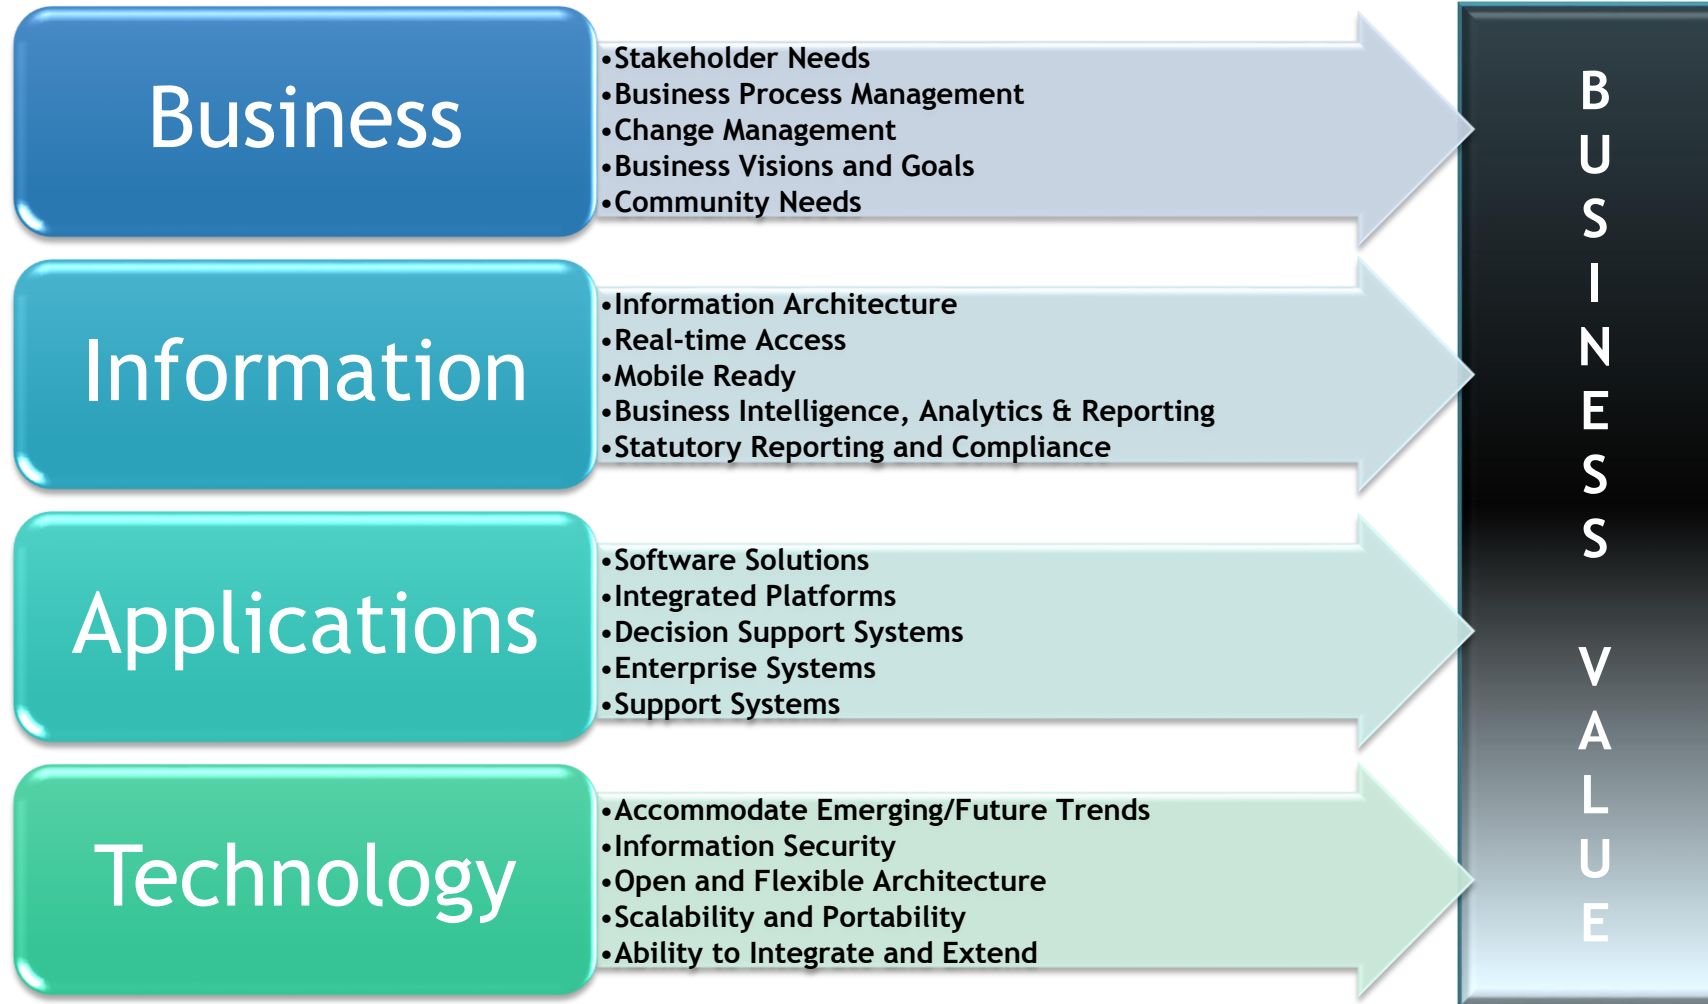 Business
•Stakeholder Needs
•Business Process Management
•Change Management
•Business Visions and Goals
•Community Needs
Information
•Information Architecture
•Real-time Access
•Mobile Ready
•Business Intelligence, Analytics & Reporting
•Statutory Reporting and Compliance
Applications
•Software Solutions
•Integrated Platforms
•Decision Support Systems
•Enterprise Systems
•Support Systems
Technology
•Accommodate Emerging/Future Trends
•Information Security
•Open and Flexible Architecture
•Scalability and Portability
•Ability to Integrate and Extend
BUSINESS VALUE